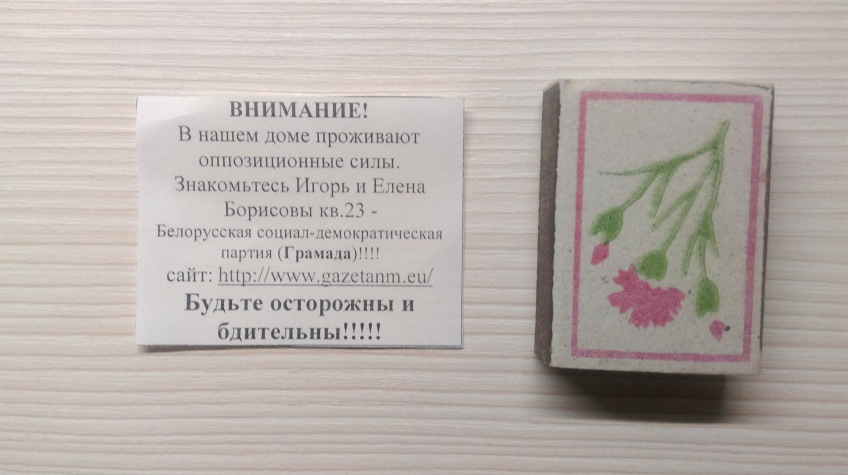 ВНИМАНИЕ!
В нашем доме проживают
оппозиционные силы.
Знакомьтесь Игорь и Елена
Борисовы кв.23 -
Белорусская социал-демократическая
партия (Грамада)!!!!
сайт: http://www.gazetanm.eu/
Будьте осторожны и
бдительны!!!!!